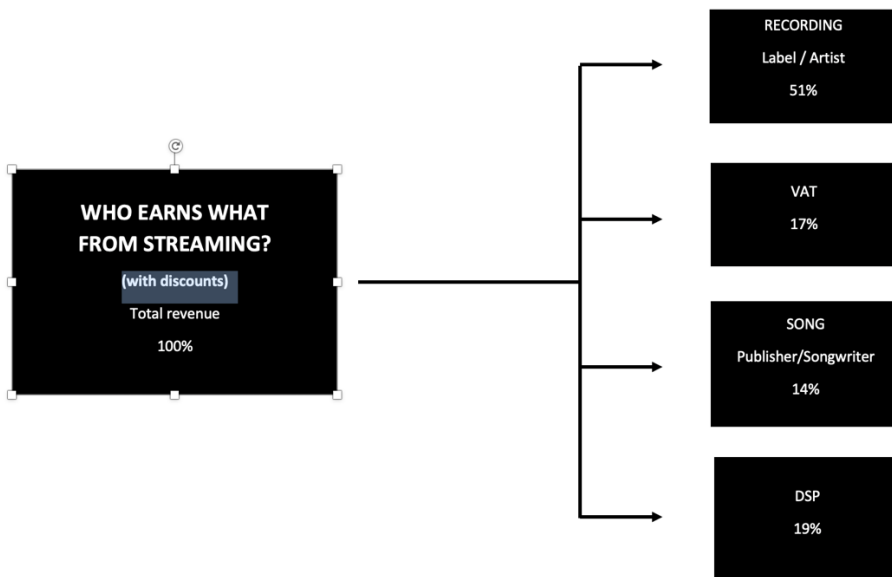 WHO EARNS WHAT
FROM STREAMING?
(with discounts)
Total revenue
100%
RECORDING
Label / Artist
51%
VAT
17%
SONG
Publisher/Songwriter
14%
DSP
19%